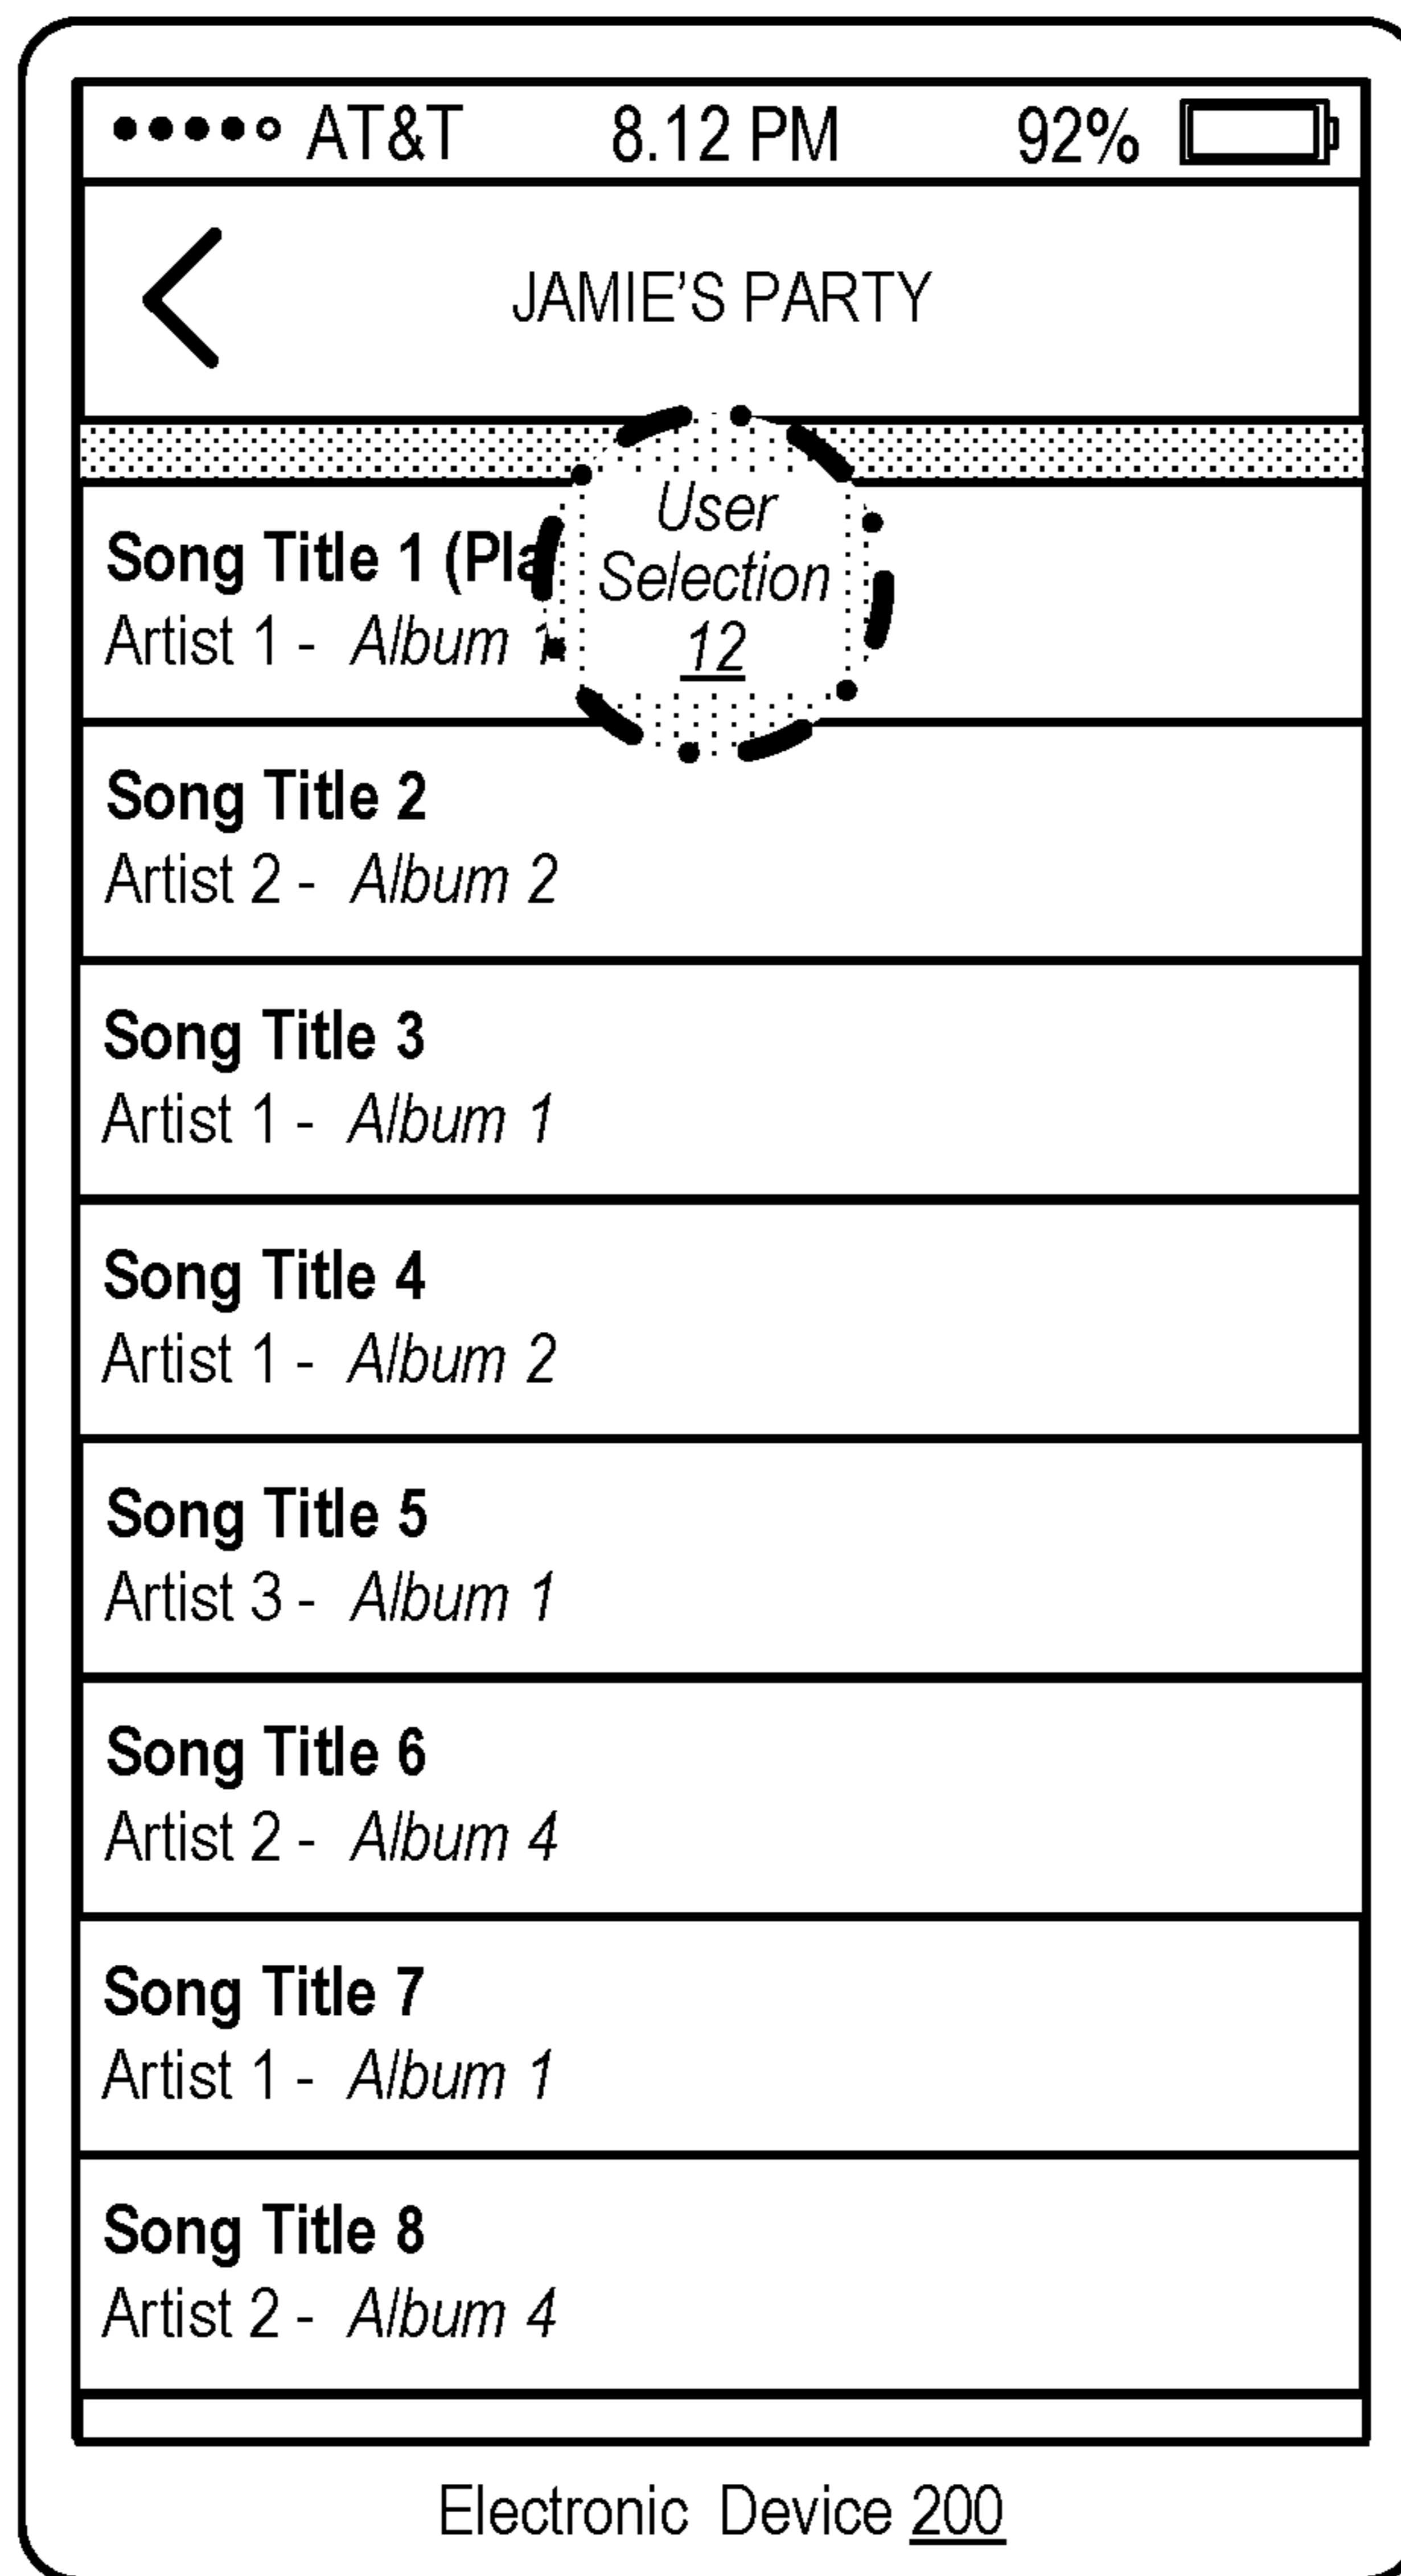 AT&T 8.12 PM 92%
JAMIE'S PARTY
User
Selection
12
Song Title 1
Artist 1 - Album 1
Song Title 2
Artist 2 - Album 2
Song Title 3
Artist 1 - Album 1
Song Title 4
Artist 1 - Album 2
Song Title 5
Artist 3 - Album 1
Song Title 6
Artist 2 - Album 4
Song Title 7
Artist 1 - Album 1
Song Title 8
Artist 2 - Album 4
Electronic Device 200